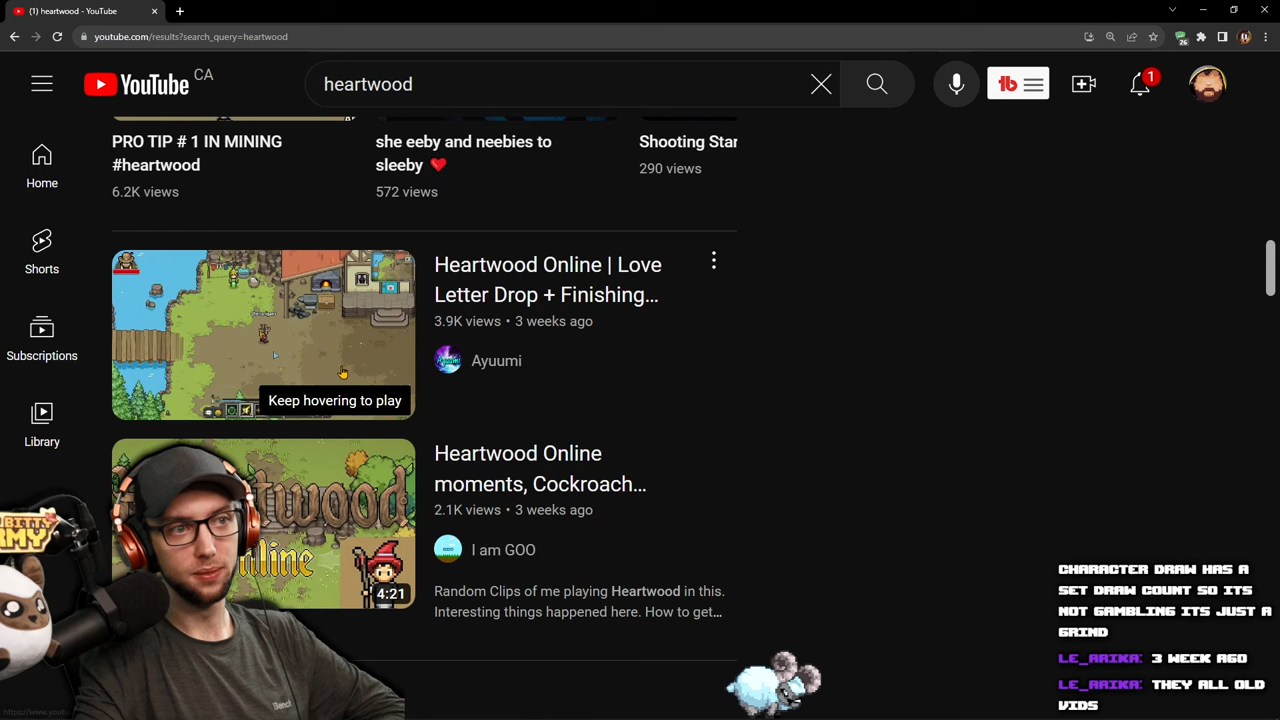 (1) heartwood - YouTube
youtube.com/results?search_query=heartwood
26
YouTube CA
heartwood
1
PRO TIP # 1 IN MINING
#heartwood
6.2K views
she eeby and neebies to
sleeby ❤️
572 views
Shooting Star
290 views
Home
Shorts
Subscriptions
Library
Keep hovering to play
Heartwood Online | Love
Letter Drop + Finishing...
3.9K views • 3 weeks ago
Ayuumi
Heartwood Online
moments, Cockroach...
2.1K views • 3 weeks ago
I am GOO
Random Clips of me playing Heartwood in this.
Interesting things happened here. How to get...
4:21
CHARACTER DRAW HAS A
SET DRAW COUNT SO ITS
NOT GAMBLING ITS JUST A
GRIND
LE_ARIKA: 3 WEEK AGO
LE_ARIKA: THEY ALL OLD
VIDS